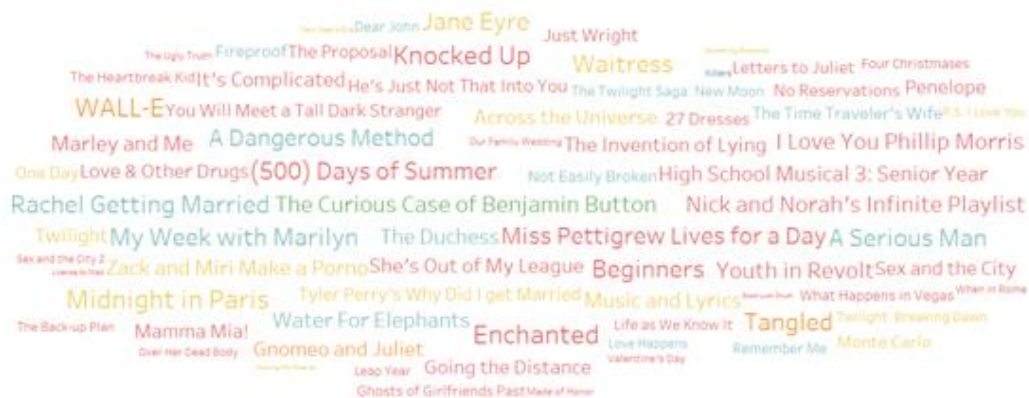 Dear John Jane Eyre
Just Wright
The Ugly Truth Fireproof The Proposal Knocked Up Waitress
Killers Letters to Juliet Four Christmases
The Heartbreak Kid It's Complicated He's Just Not That Into You The Twilight Saga: New Moon No Reservations Penelope
WALL-E You Will Meet a Tall Dark Stranger Across the Universe 27 Dresses The Time Traveler's Wife P.S. I Love You
Marley and Me A Dangerous Method Our Family Wedding The Invention of Lying I Love You Phillip Morris
One Day Love & Other Drugs (500) Days of Summer Not Easily Broken High School Musical 3: Senior Year
Rachel Getting Married The Curious Case of Benjamin Button Nick and Norah's Infinite Playlist
Twilight My Week with Marilyn The Duchess Miss Pettigrew Lives for a Day A Serious Man
Sex and the City 2 Zack and Miri Make a Porno She's Out of My League Beginners Youth in Revolt Sex and the City
Midnight in Paris Tyler Perry's Why Did I get Married Music and Lyrics What Happens in Vegas When in Rome
The Back-up Plan Mamma Mia! Water For Elephants Enchanted Life as We Know It Tangled Twilight: Breaking Dawn
Over Her Dead Body Gnomeo and Juliet Love Happens Remember Me Monte Carlo
Leap Year Going the Distance Valentine's Day
Ghosts of Girlfriends Past Made of Honor